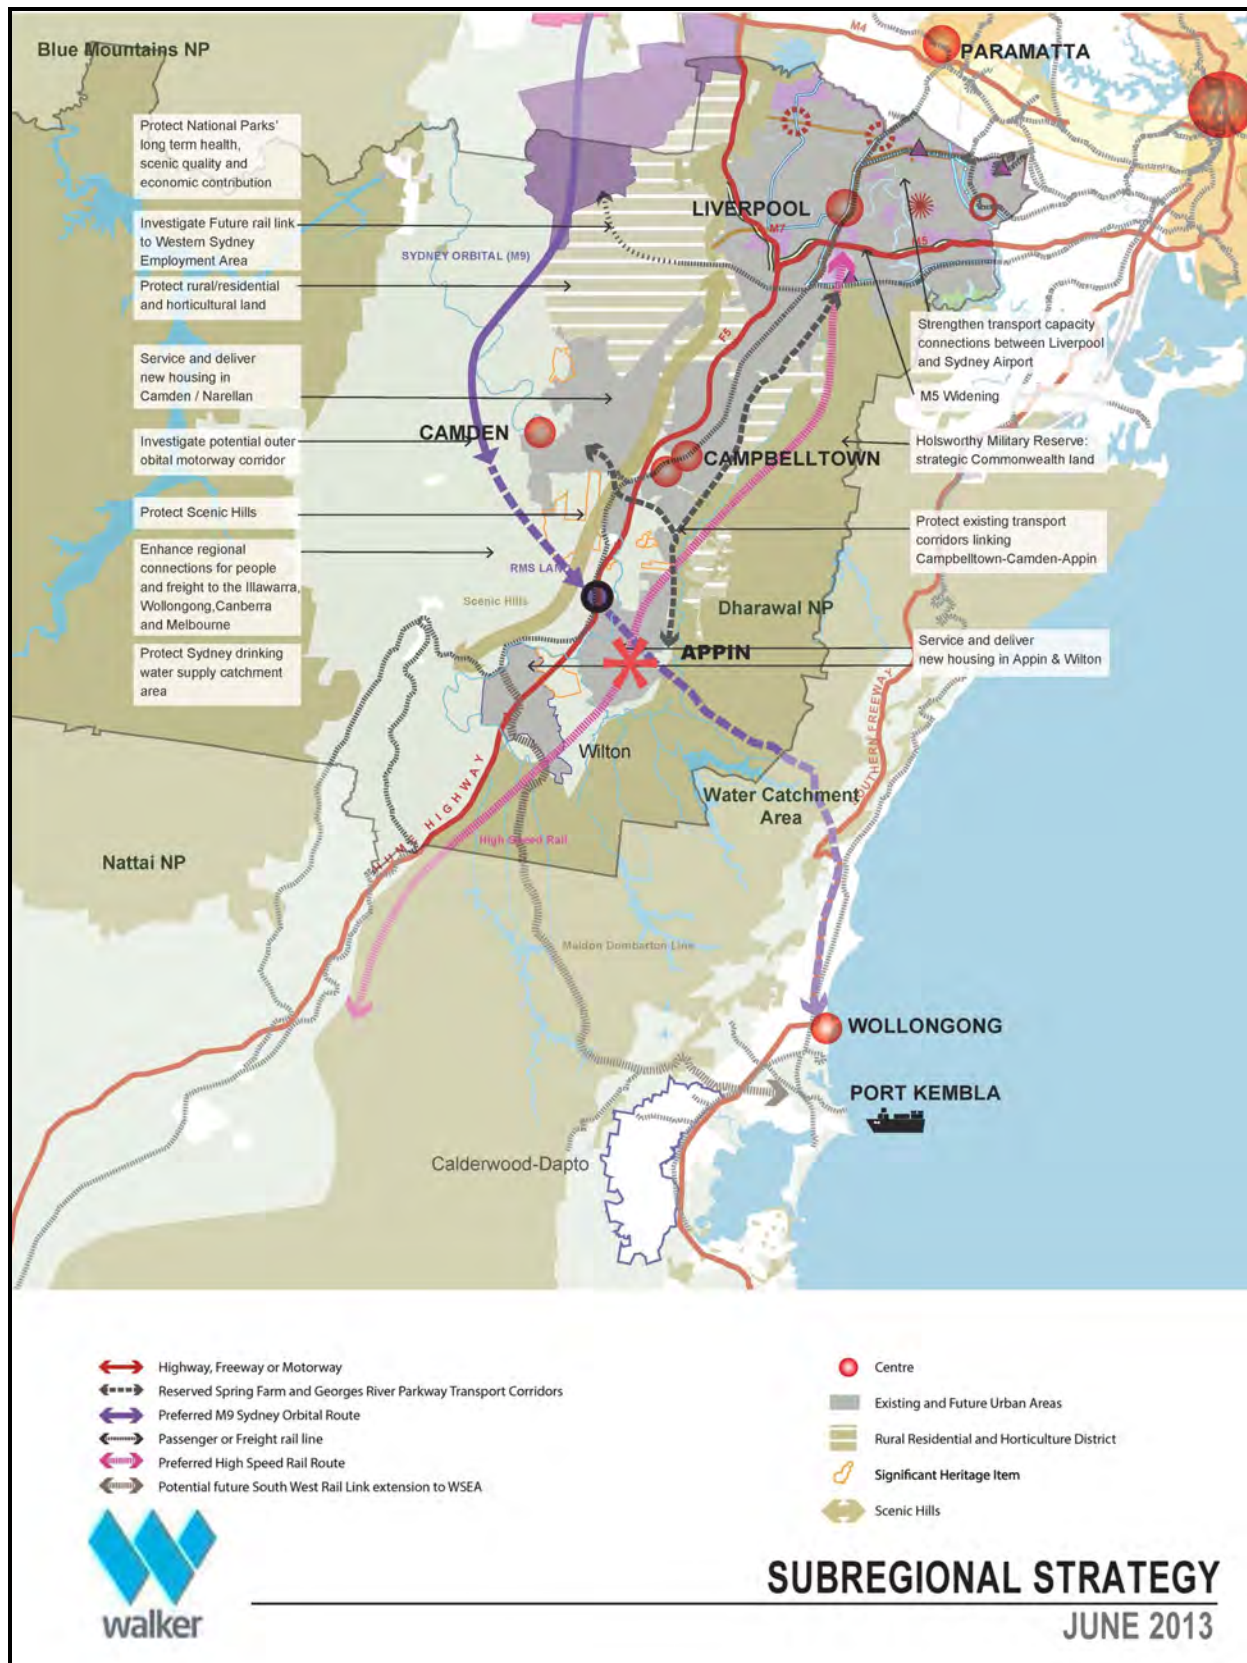 Blue Mountains NP
M4
PARAMATTA
Protect National Parks'
long term health,
scenic quality and
economic contribution
Investigate Future rail link
to Western Sydney
Employment Area
Protect rural/residential
and horticultural land
Service and deliver
new housing in
Camden / Narellan
Investigate potential outer
obital motorway corridor
Protect Scenic Hills
Enhance regional
connections for people
and freight to the Illawarra,
Wollongong,Canberra
and Melbourne
Protect Sydney drinking
water supply catchment
area
SYDNEY ORBITAL (M9)
LIVERPOOL
M7
M5
F5
Strengthen transport capacity
connections between Liverpool
and Sydney Airport
M5 Widening
Holsworthy Military Reserve:
strategic Commonwealth land
Protect existing transport
corridors linking
Campbelltown-Camden-Appin
Service and deliver
new housing in Appin & Wilton
CAMDEN
CAMPBELLTOWN
RMS LAND
Scenic Hills
Dharawal NP
APPIN
Wilton
SOUTHERN FREEWAY
Water Catchment
Area
HUME HIGHWAY
High Speed Rail
Nattai NP
Maldon Dombarton Line
WOLLONGONG
PORT KEMBLA
Calderwood-Dapto
Highway, Freeway or Motorway
Reserved Spring Farm and Georges River Parkway Transport Corridors
Preferred M9 Sydney Orbital Route
Passenger or Freight rail line
Preferred High Speed Rail Route
Potential future South West Rail Link extension to WSEA
Centre
Existing and Future Urban Areas
Rural Residential and Horticulture District
Significant Heritage Item
Scenic Hills
walker
SUBREGIONAL STRATEGY
JUNE 2013